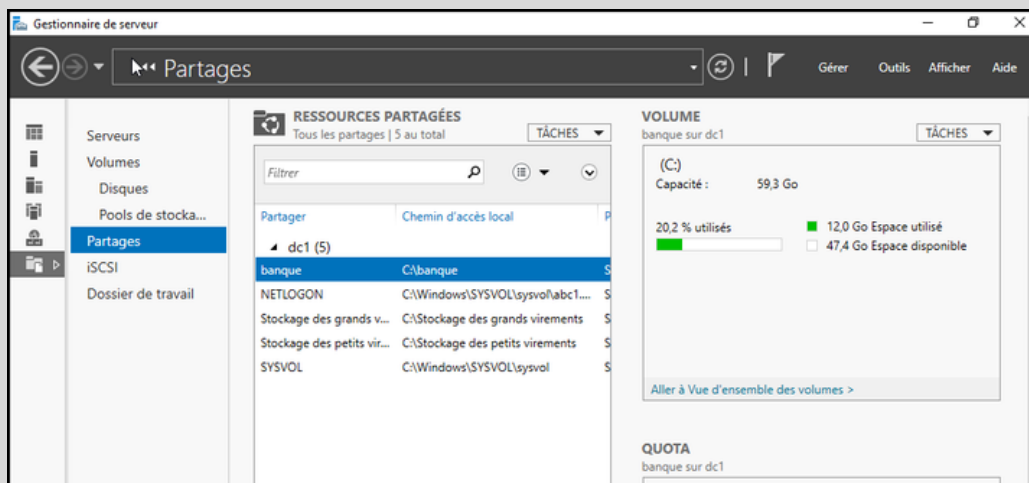 Gestionnaire de serveur
Partages
Gérer Outils Afficher Aide
Serveurs
Volumes
Disques
Pools de stocka...
Partages
iSCSI
Dossier de travail
RESSOURCES PARTAGÉES
Tous les partages | 5 au total
TÂCHES
Filtrer
Partager Chemin d'accès local P
dc1 (5)
banque C:\banque S
NETLOGON C:\Windows\SYSVOL\sysvol\abc1.... S
Stockage des grands v... C:\Stockage des grands virements S
Stockage des petits vir... C:\Stockage des petits virements S
SYSVOL C:\Windows\SYSVOL\sysvol S
VOLUME
banque sur dc1
TÂCHES
(C:)
Capacité : 59,3 Go
20,2 % utilisés
12,0 Go Espace utilisé
47,4 Go Espace disponible
Aller à Vue d'ensemble des volumes >
QUOTA
banque sur dc1